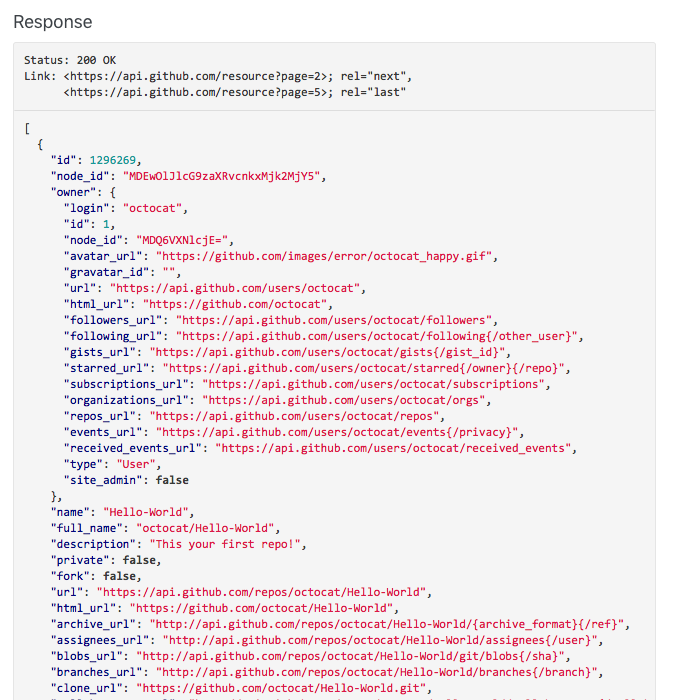 Response
Status: 200 OK
Link: <https://api.github.com/resource?page=2>; rel="next",
<https://api.github.com/resource?page=5>; rel="last"
[
{
"id": 1296269,
"node_id": "MDEwOlJlcG9zaXRvcnkxMjk2MjY5",
"owner": {
"login": "octocat",
"id": 1,
"node_id": "MDQ6VXNlcjE=",
"avatar_url": "https://github.com/images/error/octocat_happy.gif",
"gravatar_id": "",
"url": "https://api.github.com/users/octocat",
"html_url": "https://github.com/octocat",
"followers_url": "https://api.github.com/users/octocat/followers",
"following_url": "https://api.github.com/users/octocat/following{/other_user}",
"gists_url": "https://api.github.com/users/octocat/gists{/gist_id}",
"starred_url": "https://api.github.com/users/octocat/starred{/owner}{/repo}",
"subscriptions_url": "https://api.github.com/users/octocat/subscriptions",
"organizations_url": "https://api.github.com/users/octocat/orgs",
"repos_url": "https://api.github.com/users/octocat/repos",
"events_url": "https://api.github.com/users/octocat/events{/privacy}",
"received_events_url": "https://api.github.com/users/octocat/received_events",
"type": "User",
"site_admin": false
},
"name": "Hello-World",
"full_name": "octocat/Hello-World",
"description": "This your first repo!",
"private": false,
"fork": false,
"url": "https://api.github.com/repos/octocat/Hello-World",
"html_url": "https://github.com/octocat/Hello-World",
"archive_url": "http://api.github.com/repos/octocat/Hello-World/{archive_format}{/ref}",
"assignees_url": "http://api.github.com/repos/octocat/Hello-World/assignees{/user}",
"blobs_url": "http://api.github.com/repos/octocat/Hello-World/git/blobs{/sha}",
"branches_url": "http://api.github.com/repos/octocat/Hello-World/branches{/branch}",
"clone_url": "https://github.com/octocat/Hello-World.git",